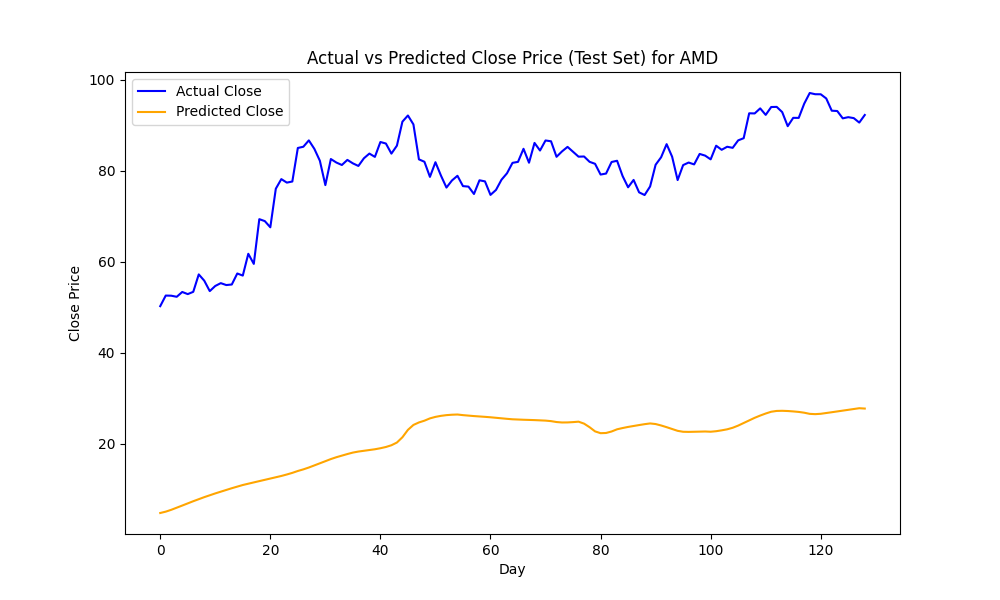 Actual vs Predicted Close Price (Test Set) for AMD
Actual Close
Predicted Close
100
80
60
40
20
Close Price
0 20 40 60 80 100 120
Day